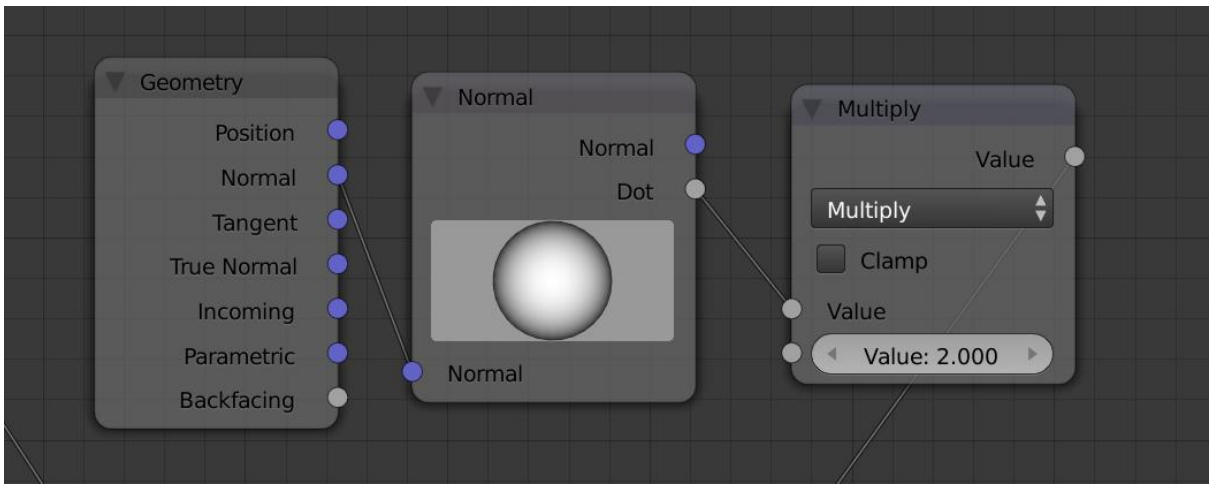 Geometry
Position
Normal
Tangent
True Normal
Incoming
Parametric
Backfacing
Normal
Normal
Dot
Normal
Multiply
Value
Multiply
Clamp
Value
Value: 2.000